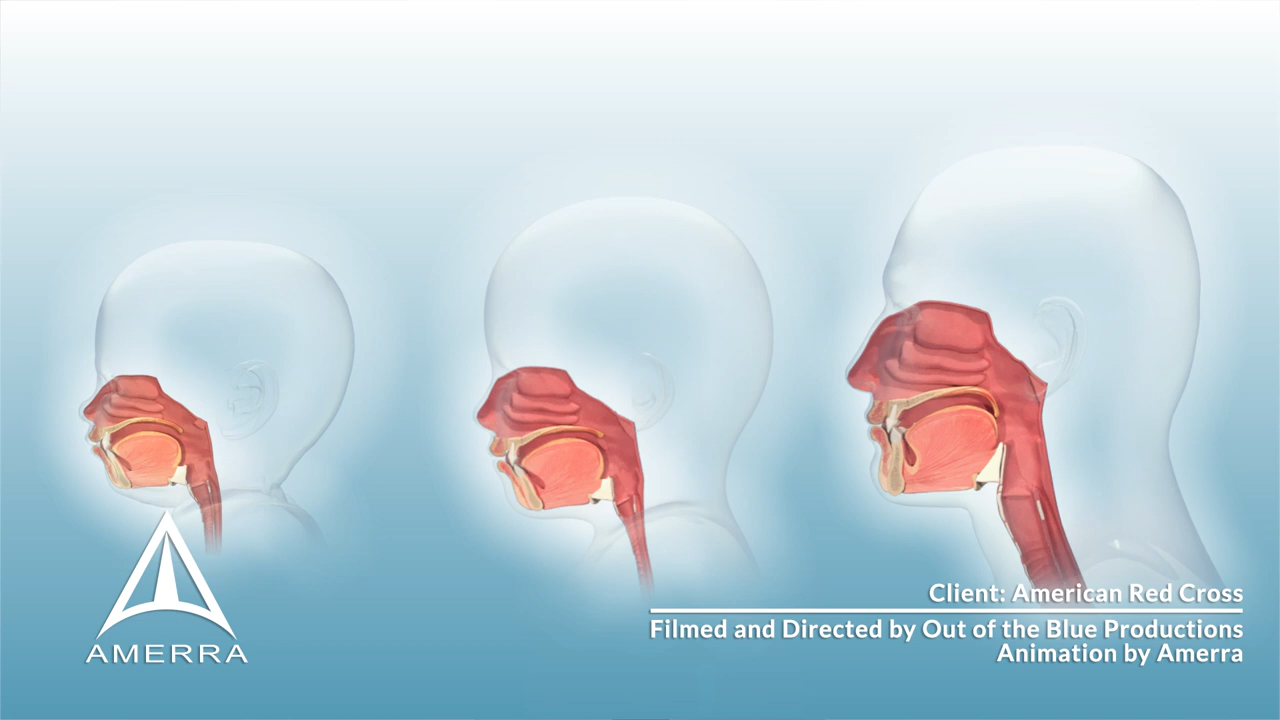 Client: American Red Cross
Filmed and Directed by Out of the Blue Productions
Animation by Amerra
AMERRA